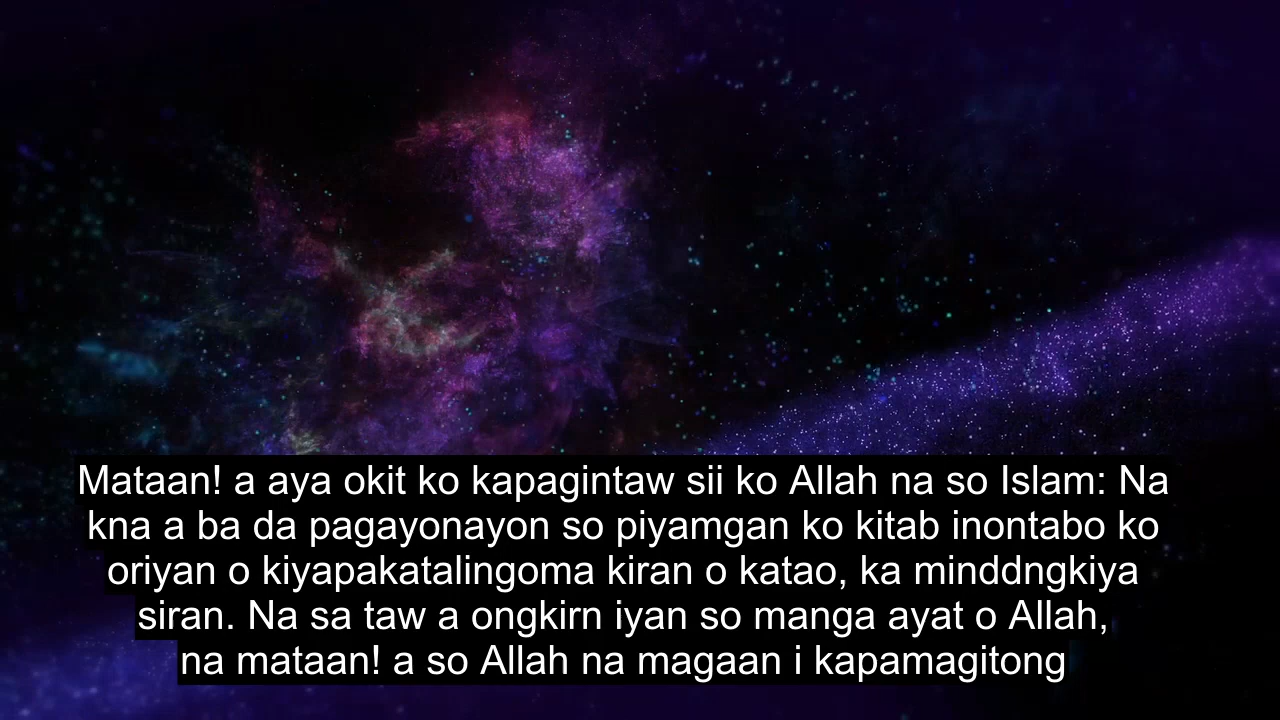 Mataan! a aya okit ko kapagintaw sii ko Allah na so Islam: Na
kna a ba da pagayonayon so piyamgan ko kitab inontabo ko
oriyan o kiyapakatalingoma kiran o katao, ka minddngkiya
siran. Na sa taw a ongkirn iyan so manga ayat o Allah,
na mataan! a so Allah na magaan i kapamagitong